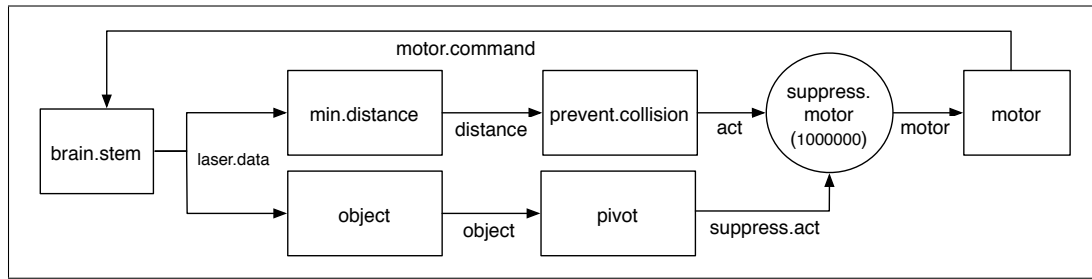 motor.command
brain.stem
laser.data
min.distance
distance
prevent.collision
act
suppress.
motor
(1000000)
motor
motor
object
object
pivot
suppress.act